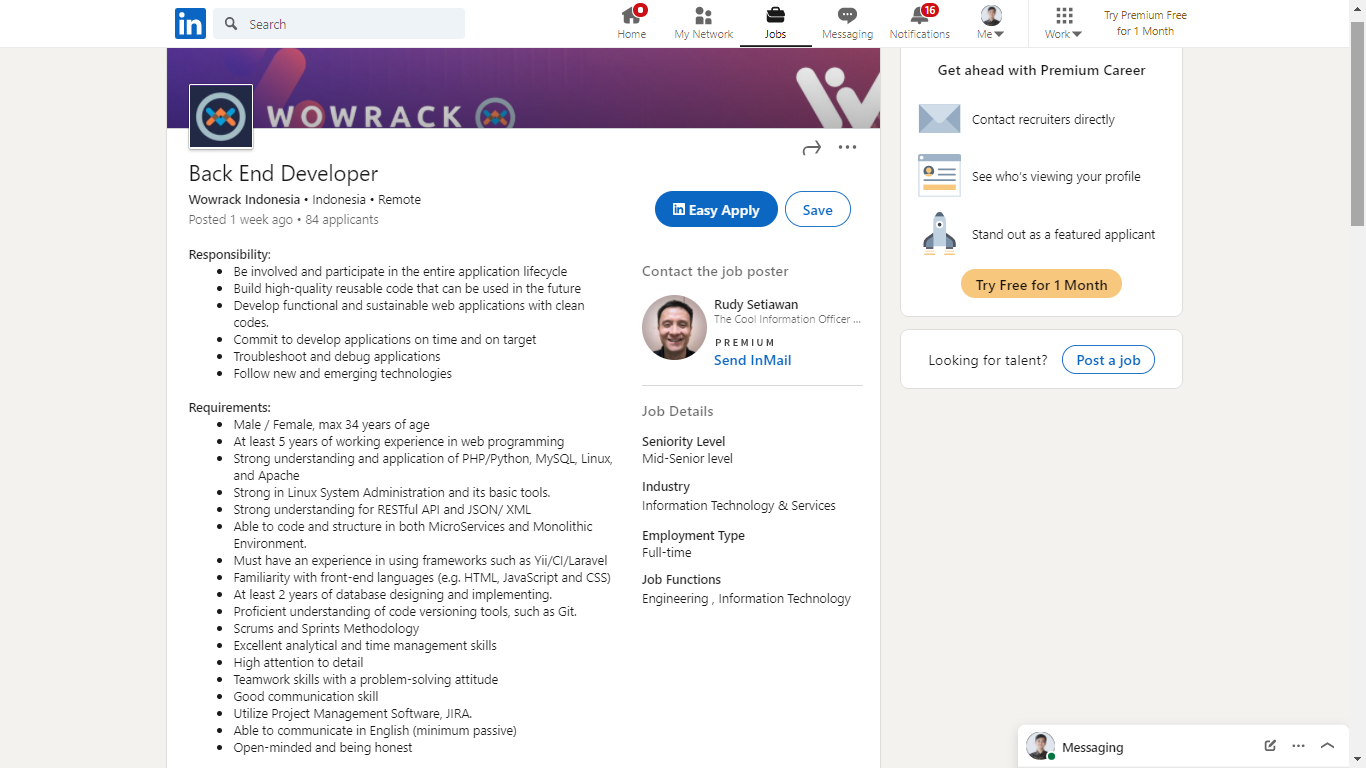 in
Search
Home
My Network
Jobs
Messaging
16
Notifications
Me
Work
Try Premium Free
for 1 Month
WOWRACK
Back End Developer
Wowrack Indonesia • Indonesia • Remote
Posted 1 week ago • 84 applicants
in Easy Apply
Save
Responsibility:
• Be involved and participate in the entire application lifecycle
• Build high-quality reusable code that can be used in the future
• Develop functional and sustainable web applications with clean
codes.
• Commit to develop applications on time and on target
• Troubleshoot and debug applications
• Follow new and emerging technologies
Requirements:
• Male / Female, max 34 years of age
• At least 5 years of working experience in web programming
• Strong understanding and application of PHP/Python, MySQL, Linux,
and Apache
• Strong in Linux System Administration and its basic tools.
• Strong understanding for RESTful API and JSON/ XML
• Able to code and structure in both MicroServices and Monolithic
Environment.
• Must have an experience in using frameworks such as Yii/CI/Laravel
• Familiarity with front-end languages (e.g. HTML, JavaScript and CSS)
• At least 2 years of database designing and implementing.
• Proficient understanding of code versioning tools, such as Git.
• Scrums and Sprints Methodology
• Excellent analytical and time management skills
• High attention to detail
• Teamwork skills with a problem-solving attitude
• Good communication skill
• Utilize Project Management Software, JIRA.
• Able to communicate in English (minimum passive)
• Open-minded and being honest
Contact the job poster
Rudy Setiawan
The Cool Information Officer ...
PREMIUM
Send InMail
Job Details
Seniority Level
Mid-Senior level
Industry
Information Technology & Services
Employment Type
Full-time
Job Functions
Engineering , Information Technology
Get ahead with Premium Career
Contact recruiters directly
See who's viewing your profile
Stand out as a featured applicant
Try Free for 1 Month
Looking for talent?
Post a job
Messaging